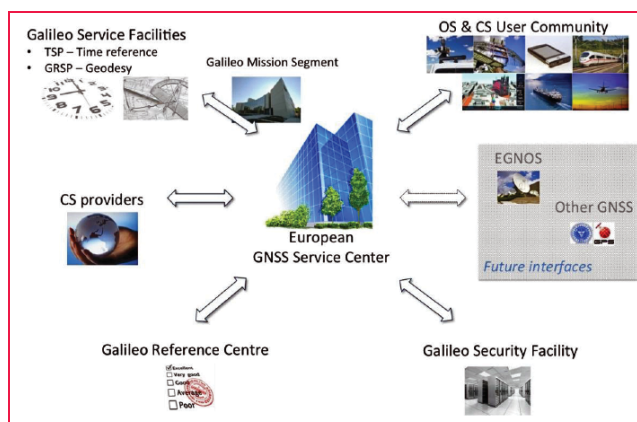 Galileo Service Facilities
• TSP – Time reference
• GRSP – Geodesy
Galileo Mission Segment
OS & CS User Community
CS providers
European
GNSS Service Center
EGNOS
Other GNSS
GPS
Future interfaces
Galileo Reference Centre
Excellent
Very good
Good
Average
Poor
Galileo Security Facility